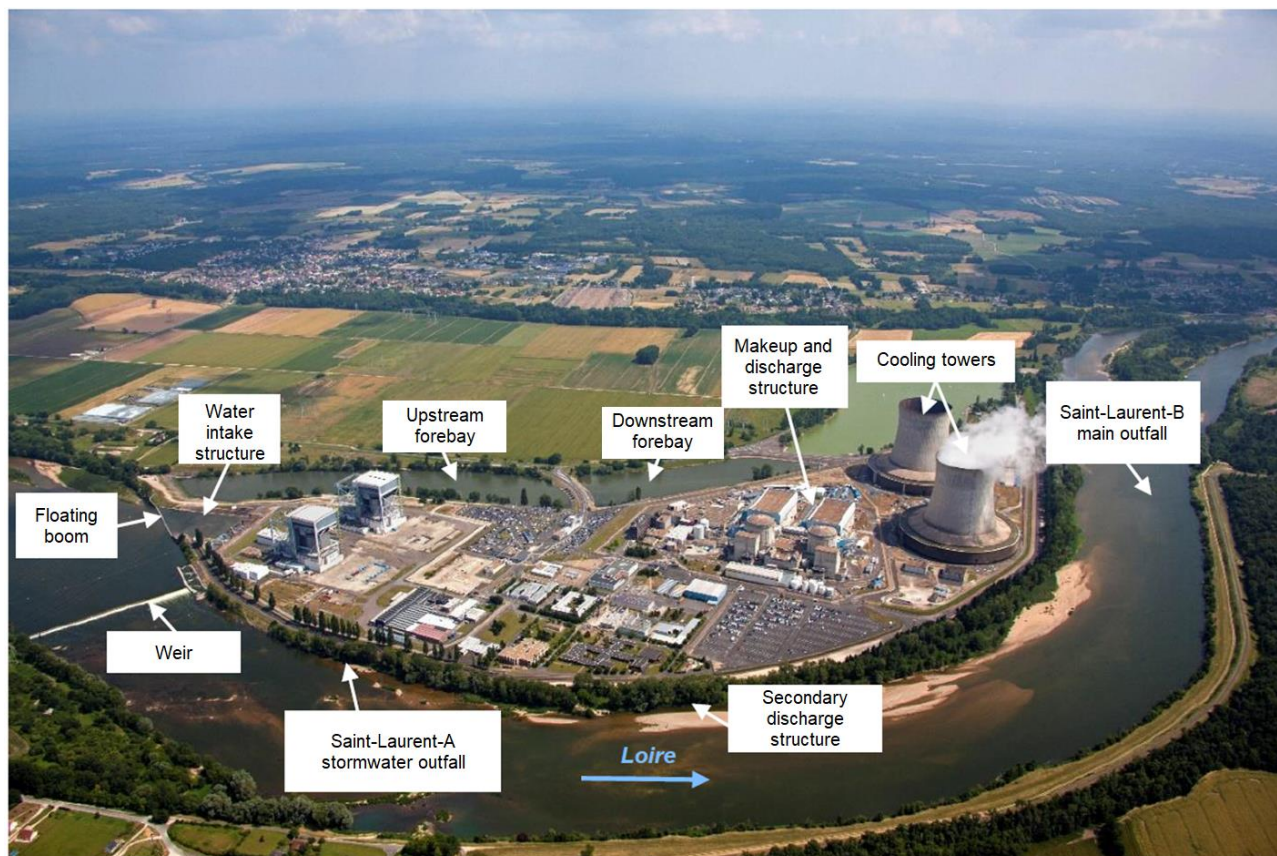 Makeup and
discharge
structure
Cooling towers
Saint-Laurent-B
main outfall
Water
intake
structure
Upstream
forebay
Downstream
forebay
Floating
boom
Weir
Saint-Laurent-A
stormwater outfall
Secondary
discharge
structure
Loire